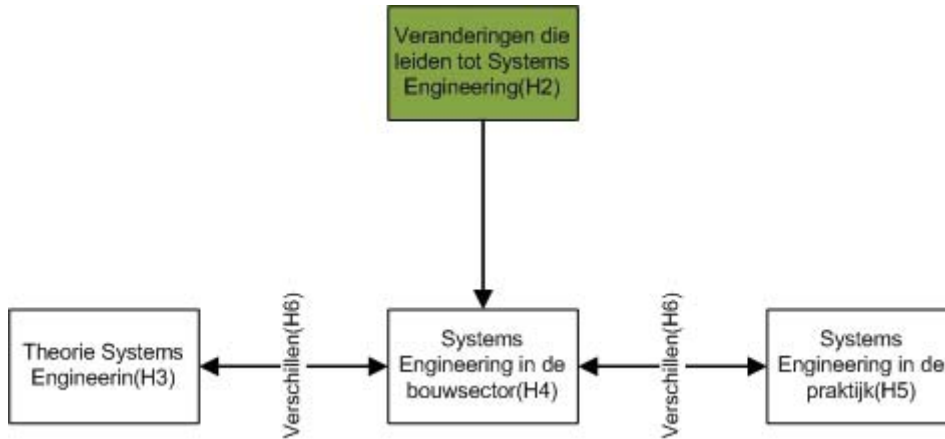 Veranderingen die
leiden tot Systems
Engineering(H2)
Theorie Systems
Engineerin(H3)
Verschillen(H6)
Systems
Engineering in de
bouwsector(H4)
Verschillen(H6)
Systems
Engineering in de
praktijk(H5)